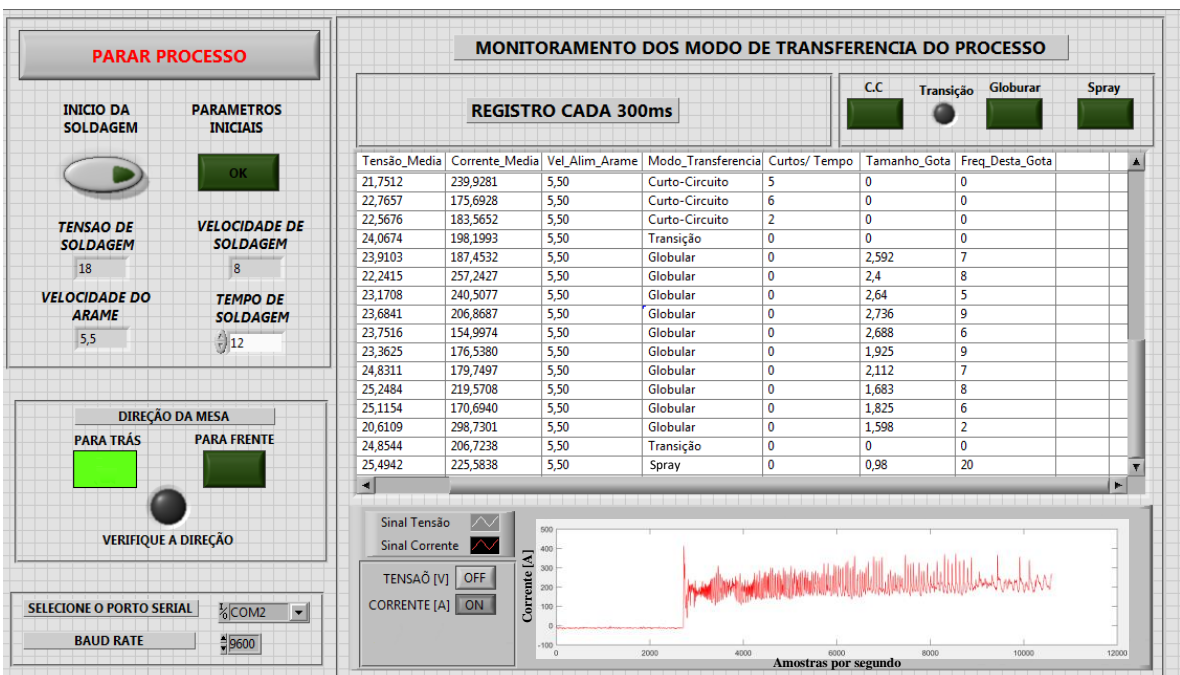 PARAR PROCESSO
INICIO DA
SOLDAGEM
PARAMETROS
INICIAIS
OK
TENSAO DE
SOLDAGEM
18
VELOCIDADE DE
SOLDAGEM
8
VELOCIDADE DO
ARAME
5,5
TEMPO DE
SOLDAGEM
12
DIREÇÃO DA MESA
PARA TRÁS
PARA FRENTE
VERIFIQUE A DIREÇÃO
SELECIONE O PORTO SERIAL
COM2
BAUD RATE
9600
MONITORAMENTO DOS MODO DE TRANSFERENCIA DO PROCESSO
REGISTRO CADA 300ms
C.C Transição Globurar Spray
Tensão_Media Corrente_Media Vel_Alim_Arame Modo_Transferencia Curtos/ Tempo Tamanho_Gota Freq_Desta_Gota
21,7512 239,9281 5,50 Curto-Circuito 5 0 0
22,7657 175,6928 5,50 Curto-Circuito 6 0 0
22,5676 183,5652 5,50 Curto-Circuito 2 0 0
24,0674 198,1993 5,50 Transição 0 0 0
23,9103 187,4532 5,50 Globular 0 2,592 7
22,2415 257,2427 5,50 Globular 0 2,4 8
23,1708 240,5077 5,50 Globular 0 2,64 5
23,6841 206,8687 5,50 Globular 0 2,736 9
23,7516 154,9974 5,50 Globular 0 2,688 6
23,3625 176,5380 5,50 Globular 0 1,925 9
24,8311 179,7497 5,50 Globular 0 2,112 7
25,2484 219,5708 5,50 Globular 0 1,683 8
25,1154 170,6940 5,50 Globular 0 1,825 6
20,6109 298,7301 5,50 Globular 0 1,598 2
24,8544 206,7238 5,50 Transição 0 0 0
25,4942 225,5838 5,50 Spray 0 0,98 20
Sinal Tensão
Sinal Corrente
TENSAÕ [V] OFF
CORRENTE [A] ON
Corrente [A]
500
400
300
200
100
0
-100
0 2000 4000 6000 8000 10000 12000
Amostras por segundo